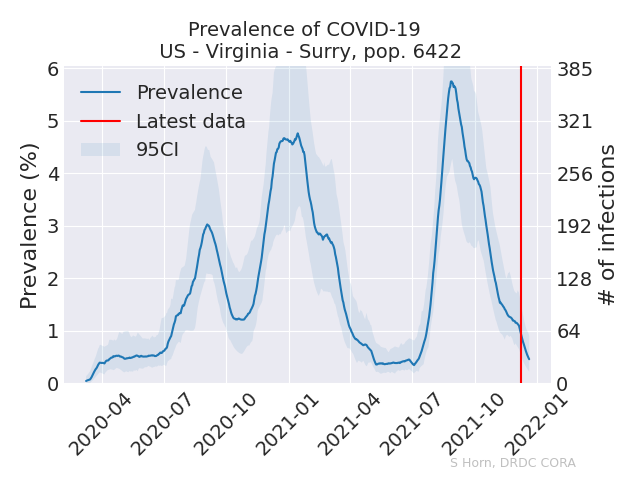 Prevalence of COVID-19
US - Virginia - Surry, pop. 6422
Prevalence
Latest data
95CI
Prevalence (%)
6
5
4
3
2
1
0
385
321
256
192
128
64
0
# of infections
2020-04
2020-07
2020-10
2021-01
2021-04
2021-07
2021-10
2022-01
S Horn, DRDC CORA